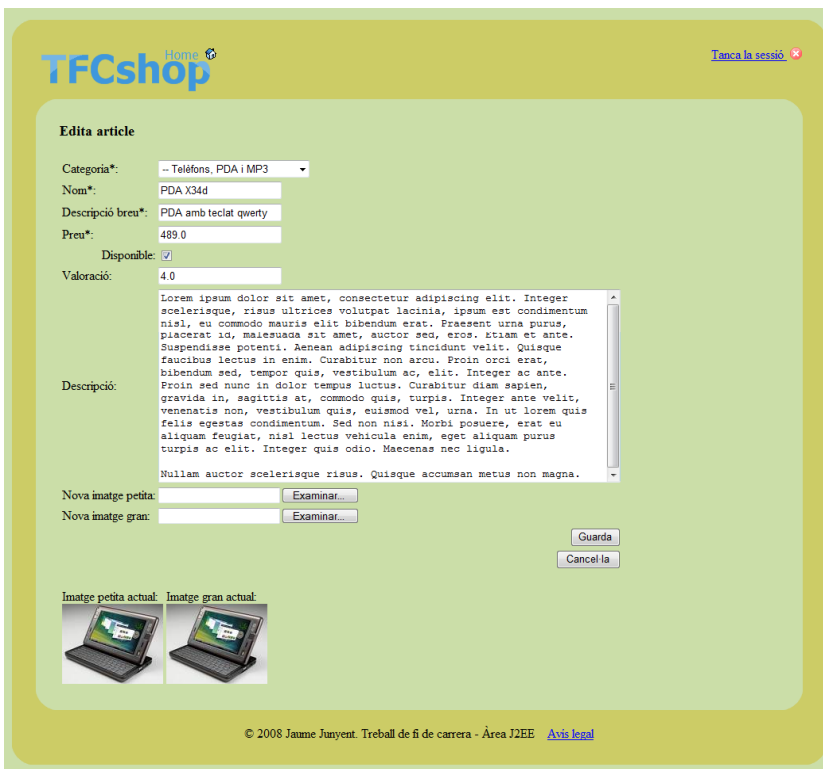 Home
TFCshop
Tanca la sessió
Edita article
Categoria*: -- Telèfons, PDA i MP3
Nom*: PDA X34d
Descripció breu*: PDA amb teclat qwerty
Preu*: 489.0
Disponible:
Valoració: 4.0
Descripció:
Lorem ipsum dolor sit amet, consectetur adipiscing elit. Integer
scelerisque, risus ultrices volutpat lacinia, ipsum est condimentum
nisl, eu commodo mauris elit bibendum erat. Praesent urna purus,
placerat id, malesuada sit amet, auctor sed, eros. Etiam et ante.
Suspendisse potenti. Aenean adipiscing tincidunt velit. Quisque
faucibus lectus in enim. Curabitur non arcu. Proin orci erat,
bibendum sed, tempor quis, vestibulum ac, elit. Integer ac ante.
Proin sed nunc in dolor tempus luctus. Curabitur diam sapien,
gravida in, sagittis at, commodo quis, turpis. Integer ante velit,
venenatis non, vestibulum quis, euismod vel, urna. In ut lorem quis
felis egestas condimentum. Sed non nisi. Morbi posuere, erat eu
aliquam feugiat, nisl lectus vehicula enim, eget aliquam purus
turpis ac elit. Integer quis odio. Maecenas nec ligula.
Nullam auctor scelerisque risus. Quisque accumsan metus non magna.
Nova imatge petita: Examinar...
Nova imatge gran: Examinar...
Guarda
Cancel·la
Imatge petita actual: Imatge gran actual:
© 2008 Jaume Junyent. Treball de fi de carrera - Àrea J2EE Avis legal